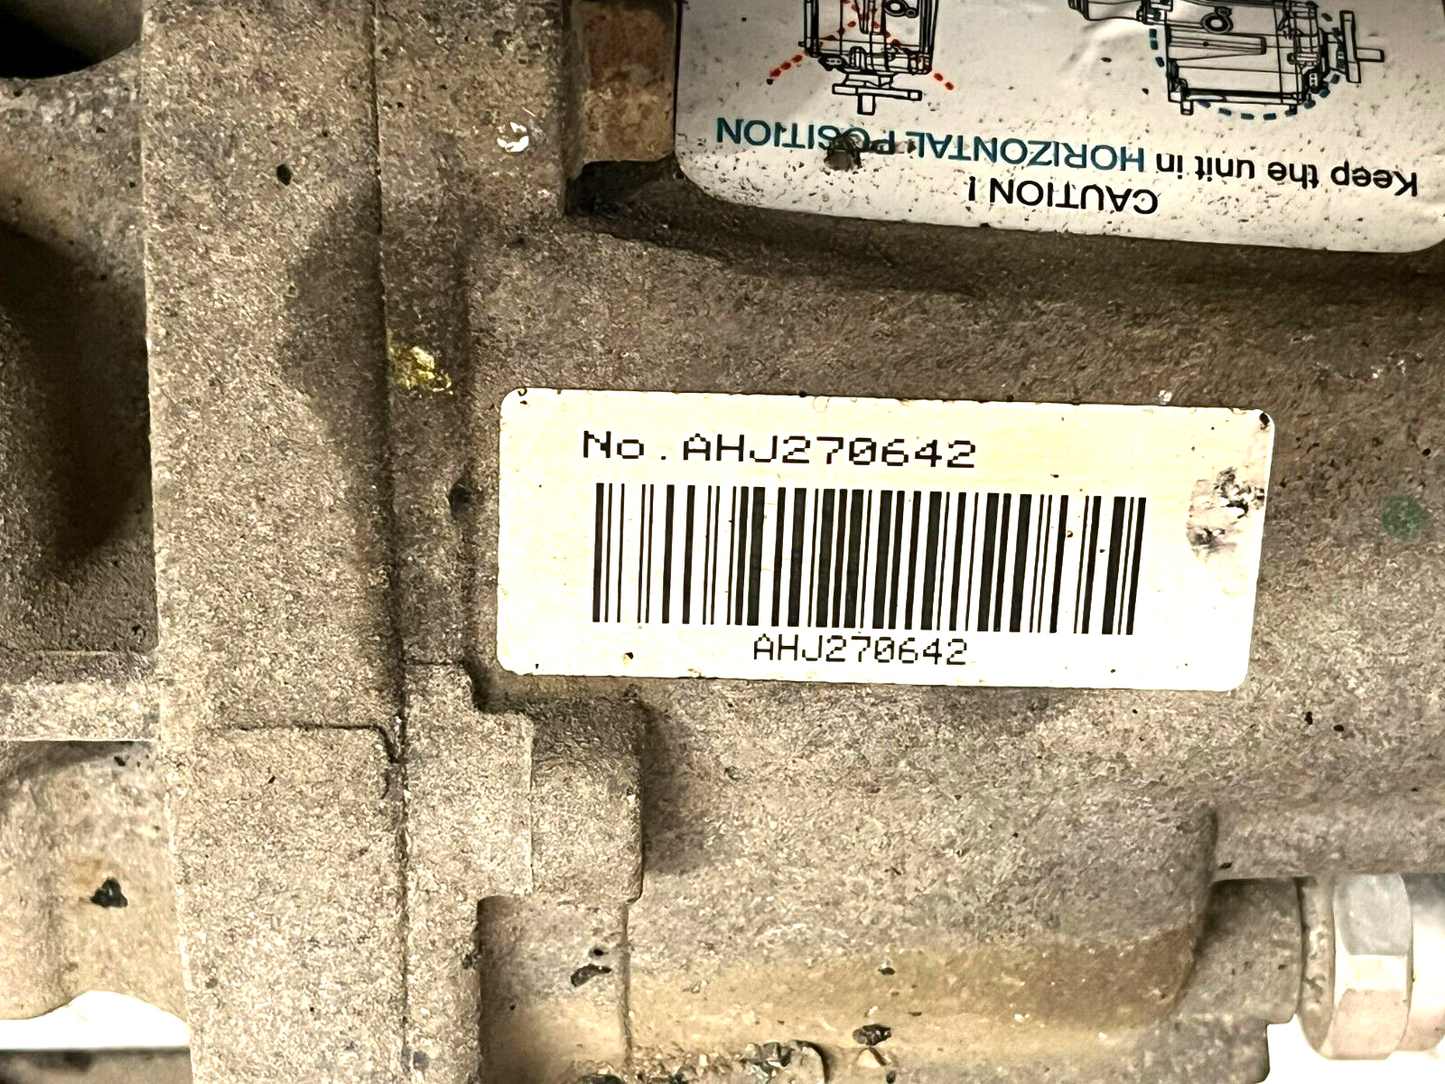 CAUTION !
Keep the unit in HORIZONTAL POSITION
No.AHJ270642
AHJ270642